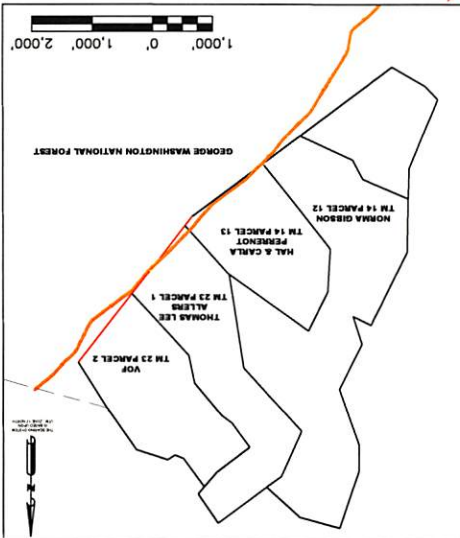 N
VOF
TM 23 PARCEL 2
THOMAS LEE
ALLERS
TM 23 PARCEL 1
HAL & CARLA
PERRENOT
TM 14 PARCEL 13
NORMA GIBSON
TM 14 PARCEL 12
GEORGE WASHINGTON NATIONAL FOREST
1,000' 0' 1,000' 2,000'